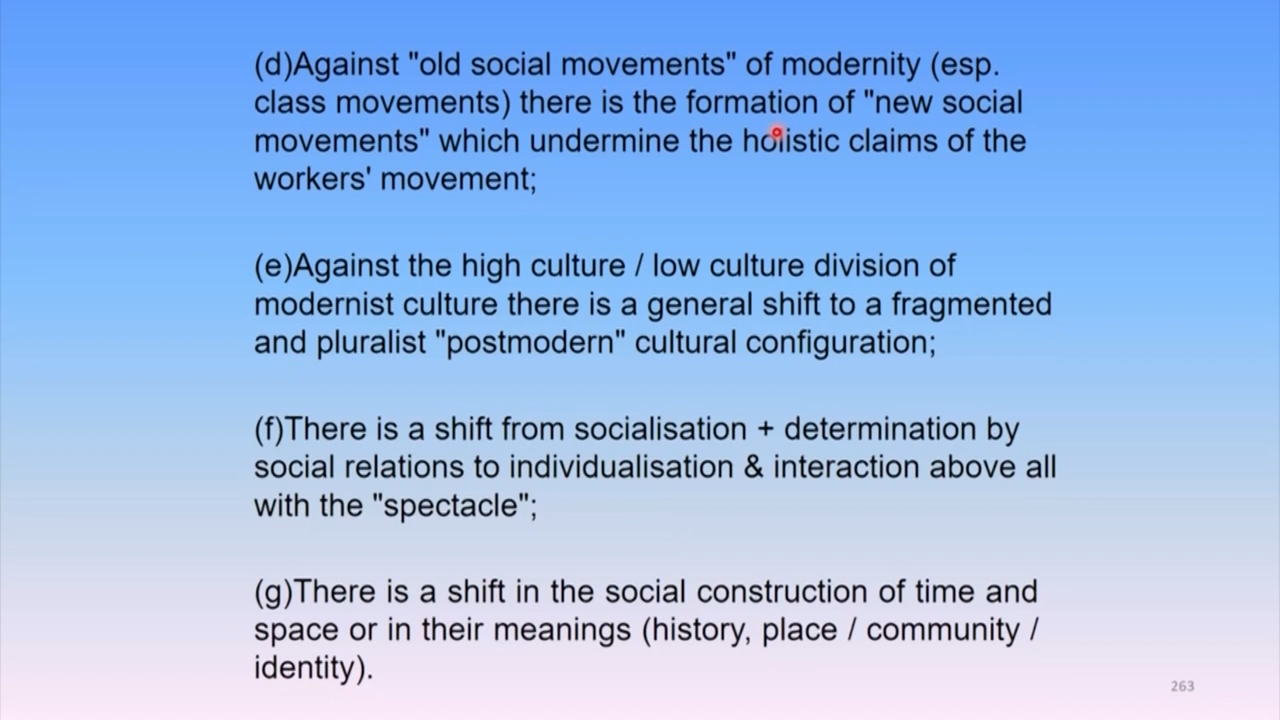 (d)Against "old social movements" of modernity (esp.
class movements) there is the formation of "new social
movements" which undermine the holistic claims of the
workers' movement;
(e)Against the high culture / low culture division of
modernist culture there is a general shift to a fragmented
and pluralist "postmodern" cultural configuration;
(f)There is a shift from socialisation + determination by
social relations to individualisation & interaction above all
with the "spectacle";
(g)There is a shift in the social construction of time and
space or in their meanings (history, place / community /
identity).
263